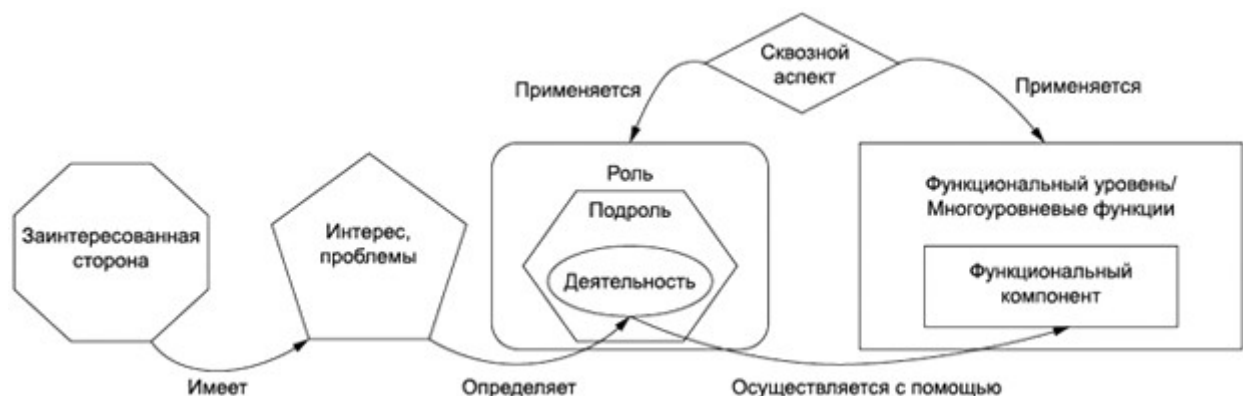 Сквозной
аспект
Применяется
Применяется
Роль
Подроль
Деятельность
Функциональный уровень/
Многоуровневые функции
Функциональный
компонент
Заинтересованная
сторона
Интерес,
проблемы
Имеет
Определяет
Осуществляется с помощью